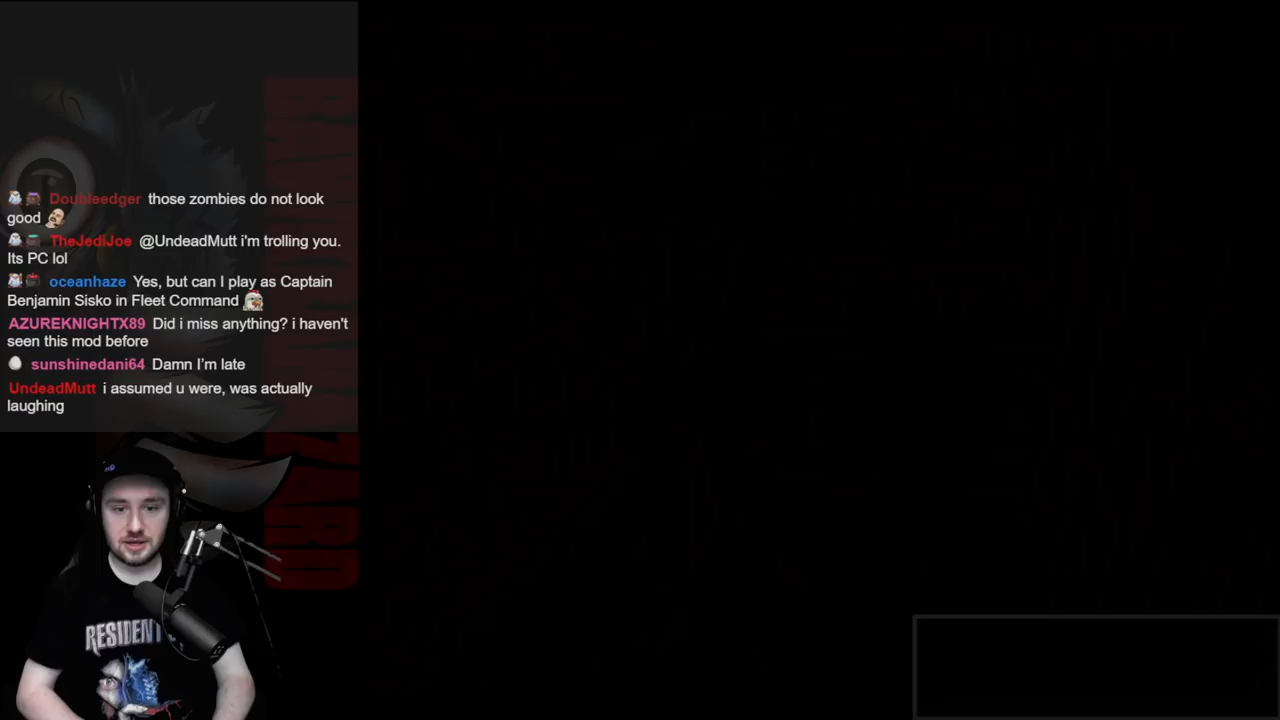 Doubleedger those zombies do not look
good
TheJediJoe @UndeadMutt i'm trolling you.
Its PC lol
oceanhaze Yes, but can I play as Captain
Benjamin Sisko in Fleet Command
AZUREKNIGHTX89 Did i miss anything? i haven't
seen this mod before
sunshinedani64 Damn I’m late
UndeadMutt i assumed u were, was actually
laughing
RESIDENT